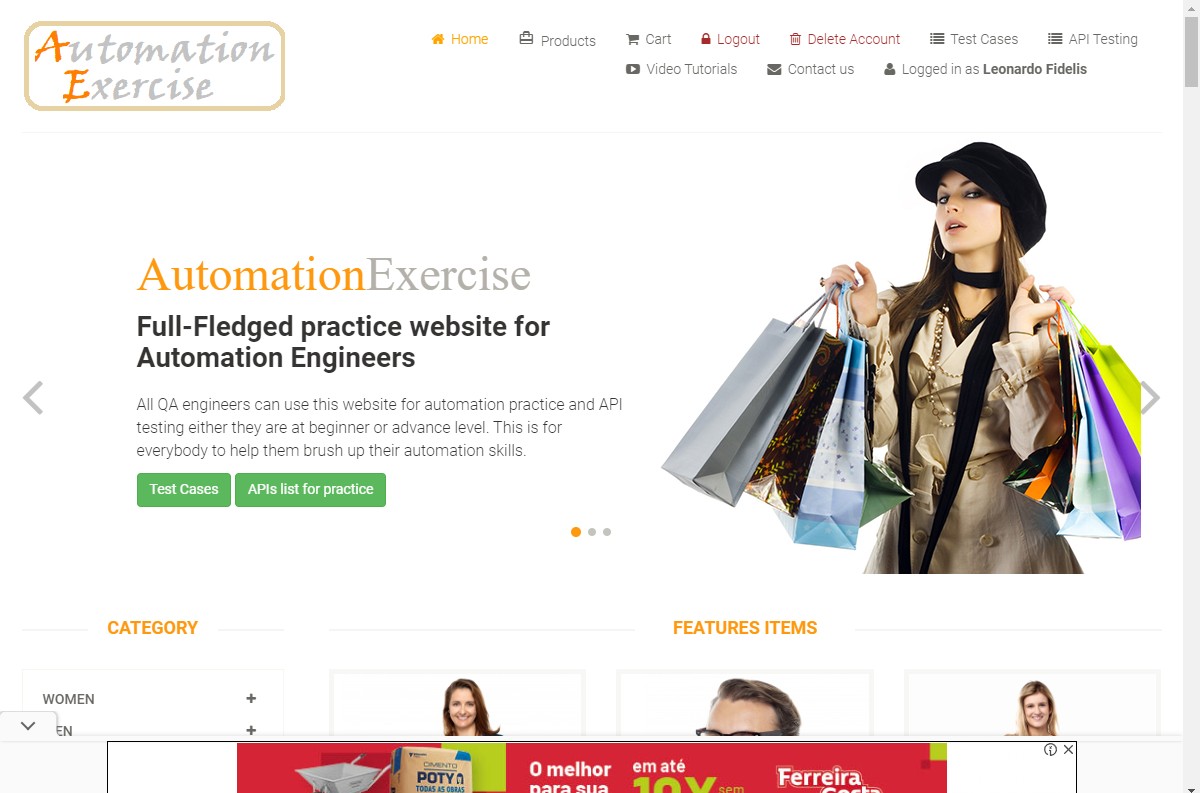 Automation
Exercise
Home
Products
Cart
Logout
Delete Account
Test Cases
API Testing
Video Tutorials
Contact us
Logged in as Leonardo Fidelis
AutomationExercise
Full-Fledged practice website for
Automation Engineers
All QA engineers can use this website for automation practice and API
testing either they are at beginner or advance level. This is for
everybody to help them brush up their automation skills.
Test Cases
APIs list for practice
CATEGORY
FEATURES ITEMS
WOMEN
EN
CIMENTO
POTY
TODAS AS OBRAS
O melhor
para sua
em até
10X sem
Ferreira
Costa